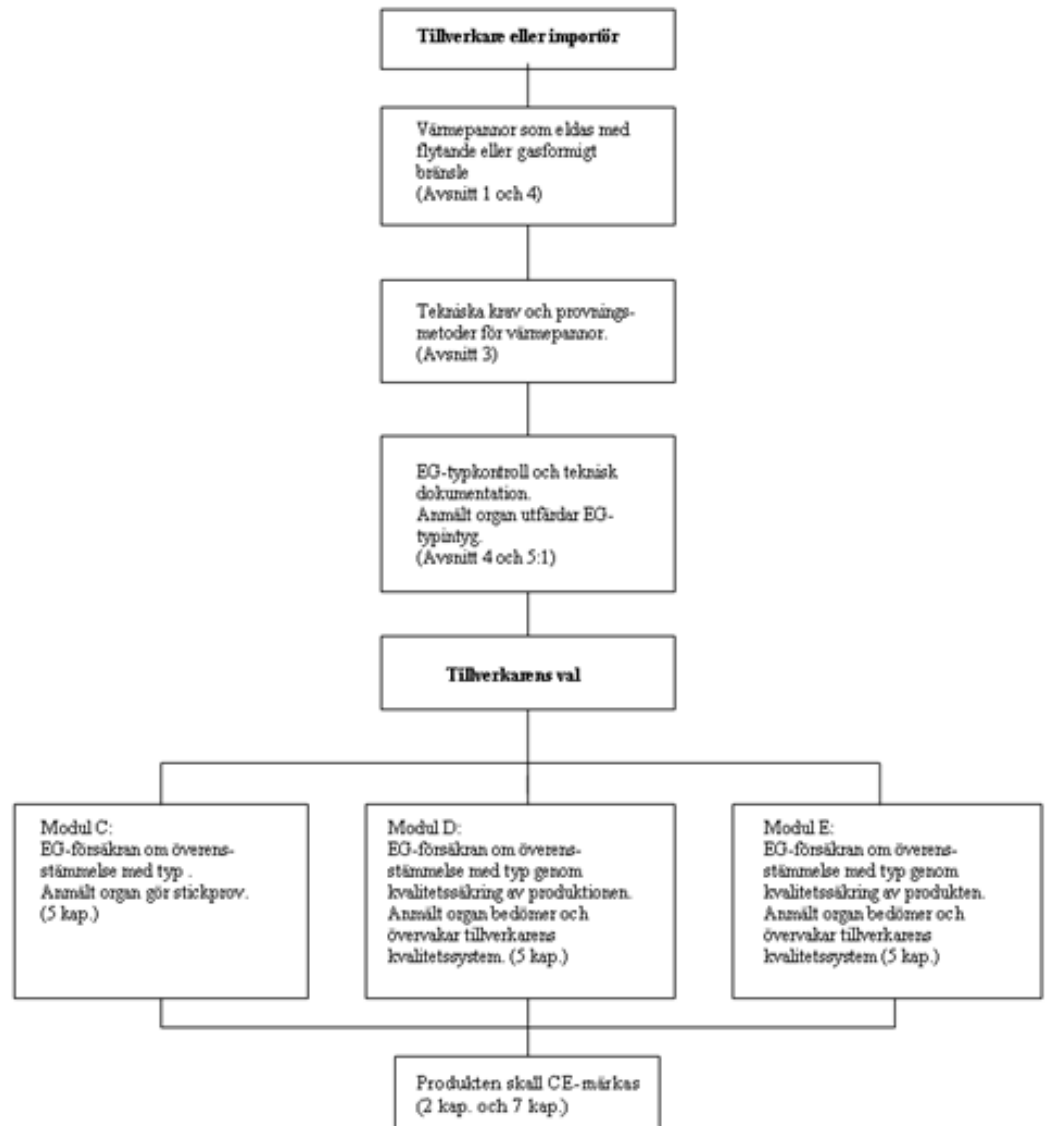 Tillverkare eller importör
Värmepannor som eldas med
flytande eller gasformigt
bränsle
(Avsnitt 1 och 4)
Tekniska krav och provnings-
metoder för värmepannor.
(Avsnitt 3)
EG-typkontroll och teknisk
dokumentation.
Anmält organ utfärdar EG-
typintyg.
(Avsnitt 4 och 5:1)
Tillverkarens val
Modul C:
EG-försäkran om överens-
stämmelse med typ .
Anmält organ gör stickprov.
(5 kap.)
Modul D:
EG-försäkran om överens-
stämmelse med typ genom
kvalitetssäkring av produktionen.
Anmält organ bedömer och
övervakar tillverkarens
kvalitetssystem. (5 kap.)
Modul E:
EG-försäkran om överens-
stämmelse med typ genom
kvalitetssäkring av produkten.
Anmält organ bedömer och
övervakar tillverkarens
kvalitetssystem (5 kap.)
Produkten skall CE-märkas
(2 kap. och 7 kap.)